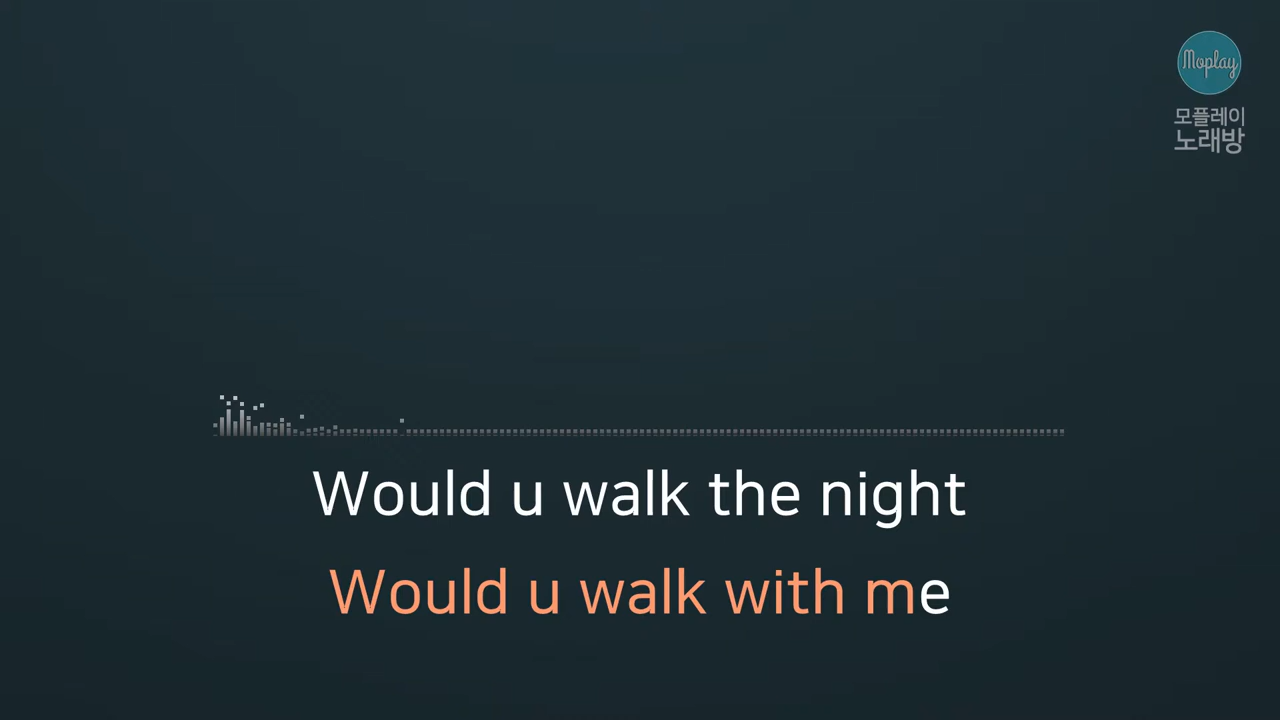 Moplay
모플레이
노래방
Would u walk the night
Would u walk with me